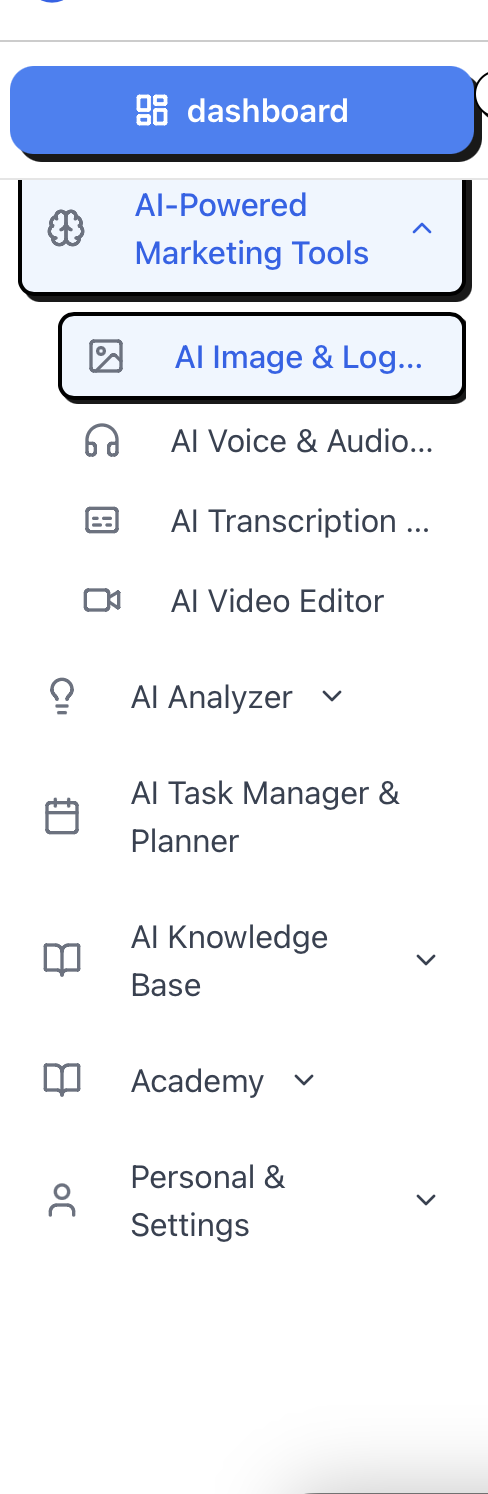 dashboard
AI-Powered
Marketing Tools
AI Image & Log...
AI Voice & Audio...
AI Transcription ...
AI Video Editor
AI Analyzer
AI Task Manager &
Planner
AI Knowledge
Base
Academy
Personal &
Settings